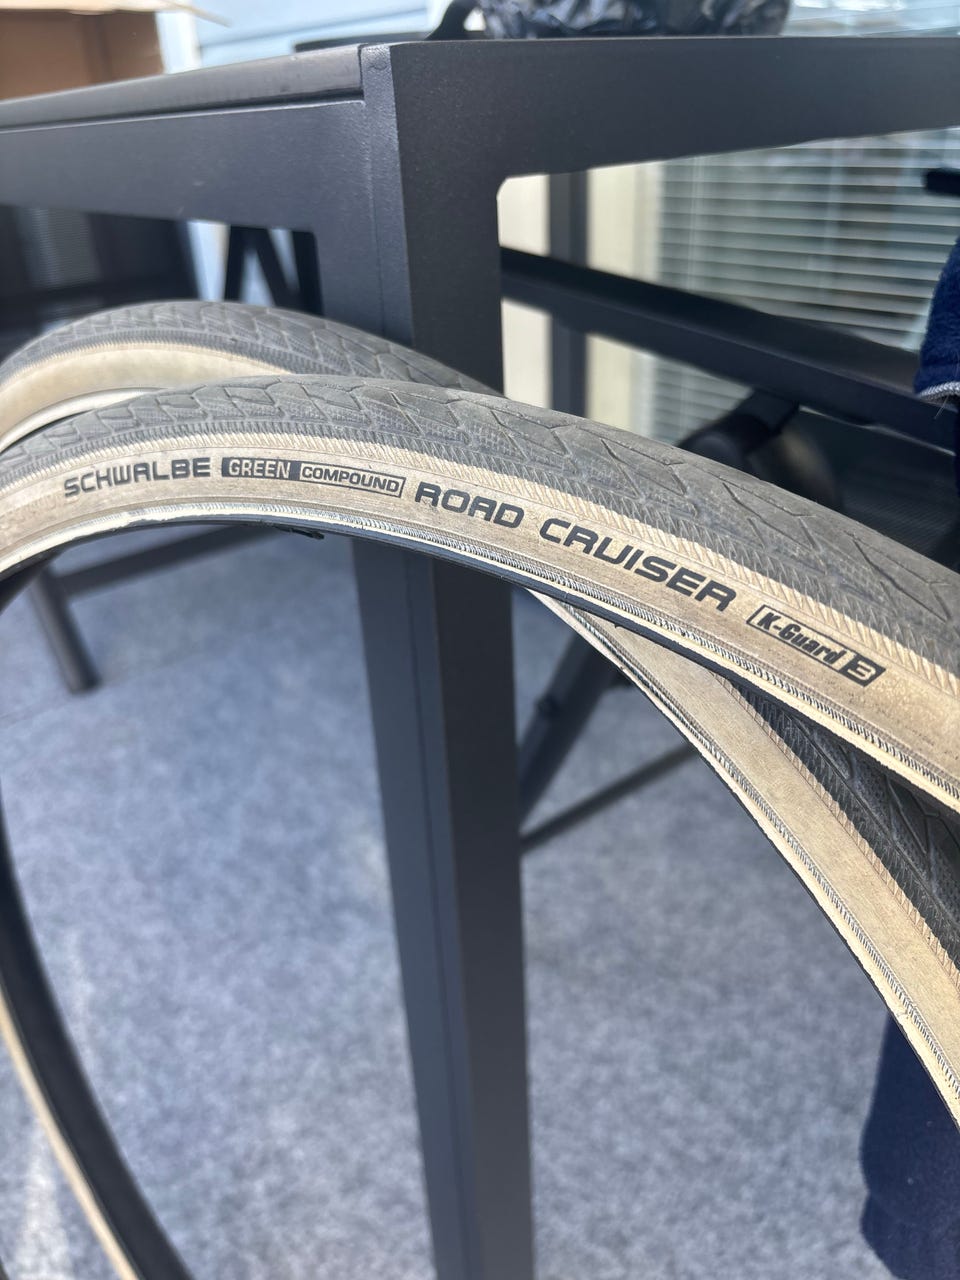 SCHWALBE GREEN COMPOUND ROAD CRUISER K-Guard 3